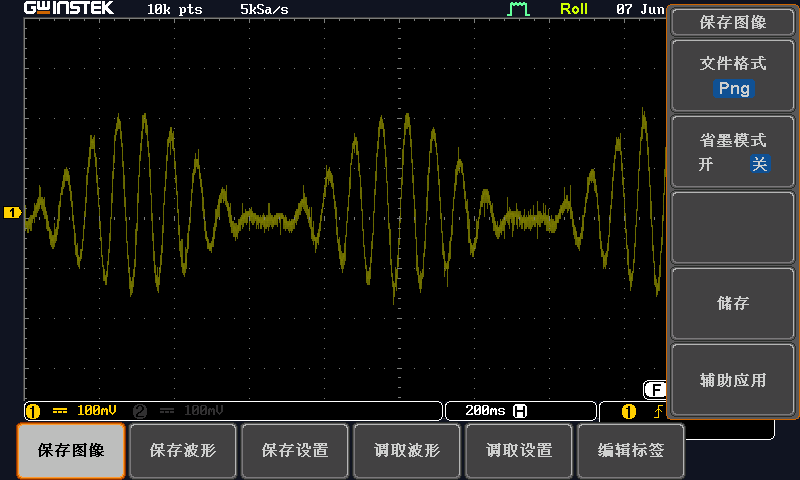 GWINSTEK 10k pts 5kSa/s Roll 07 Jun
保存图像
文件格式
Png
省墨模式
开 关
1
储存
辅助应用
F
1 100mV 2 100mV 200ms H 1
保存图像 保存波形 保存设置 调取波形 调取设置 编辑标签